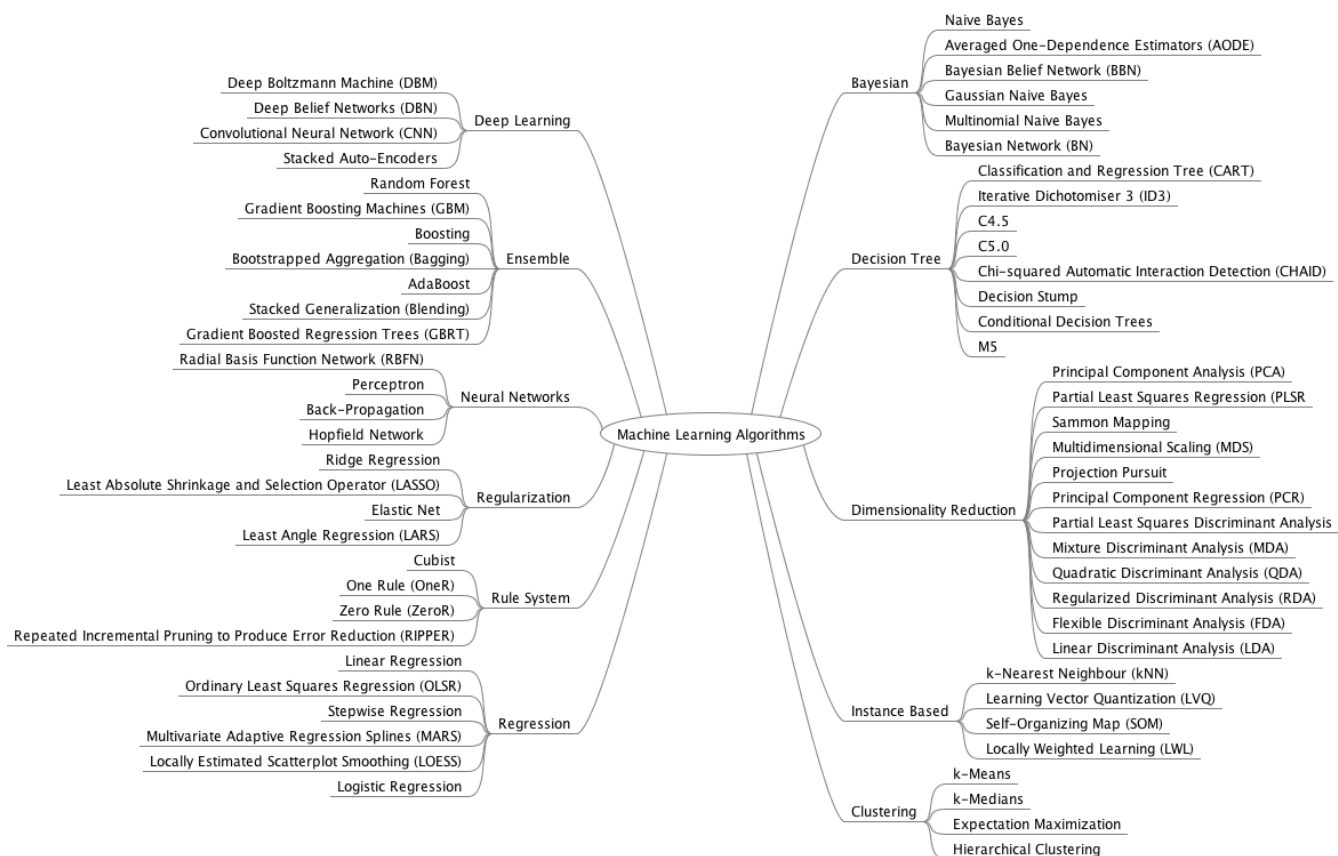 Machine Learning Algorithms
Deep Learning
Deep Boltzmann Machine (DBM)
Deep Belief Networks (DBN)
Convolutional Neural Network (CNN)
Stacked Auto-Encoders
Ensemble
Random Forest
Gradient Boosting Machines (GBM)
Boosting
Bootstrapped Aggregation (Bagging)
AdaBoost
Stacked Generalization (Blending)
Gradient Boosted Regression Trees (GBRT)
Neural Networks
Radial Basis Function Network (RBFN)
Perceptron
Back-Propagation
Hopfield Network
Regularization
Ridge Regression
Least Absolute Shrinkage and Selection Operator (LASSO)
Elastic Net
Least Angle Regression (LARS)
Rule System
Cubist
One Rule (OneR)
Zero Rule (ZeroR)
Repeated Incremental Pruning to Produce Error Reduction (RIPPER)
Regression
Linear Regression
Ordinary Least Squares Regression (OLSR)
Stepwise Regression
Multivariate Adaptive Regression Splines (MARS)
Locally Estimated Scatterplot Smoothing (LOESS)
Logistic Regression
Bayesian
Naive Bayes
Averaged One-Dependence Estimators (AODE)
Bayesian Belief Network (BBN)
Gaussian Naive Bayes
Multinomial Naive Bayes
Bayesian Network (BN)
Decision Tree
Classification and Regression Tree (CART)
Iterative Dichotomiser 3 (ID3)
C4.5
C5.0
Chi-squared Automatic Interaction Detection (CHAID)
Decision Stump
Conditional Decision Trees
M5
Dimensionality Reduction
Principal Component Analysis (PCA)
Partial Least Squares Regression (PLSR
Sammon Mapping
Multidimensional Scaling (MDS)
Projection Pursuit
Principal Component Regression (PCR)
Partial Least Squares Discriminant Analysis
Mixture Discriminant Analysis (MDA)
Quadratic Discriminant Analysis (QDA)
Regularized Discriminant Analysis (RDA)
Flexible Discriminant Analysis (FDA)
Linear Discriminant Analysis (LDA)
Instance Based
k-Nearest Neighbour (kNN)
Learning Vector Quantization (LVQ)
Self-Organizing Map (SOM)
Locally Weighted Learning (LWL)
Clustering
k-Means
k-Medians
Expectation Maximization
Hierarchical Clustering